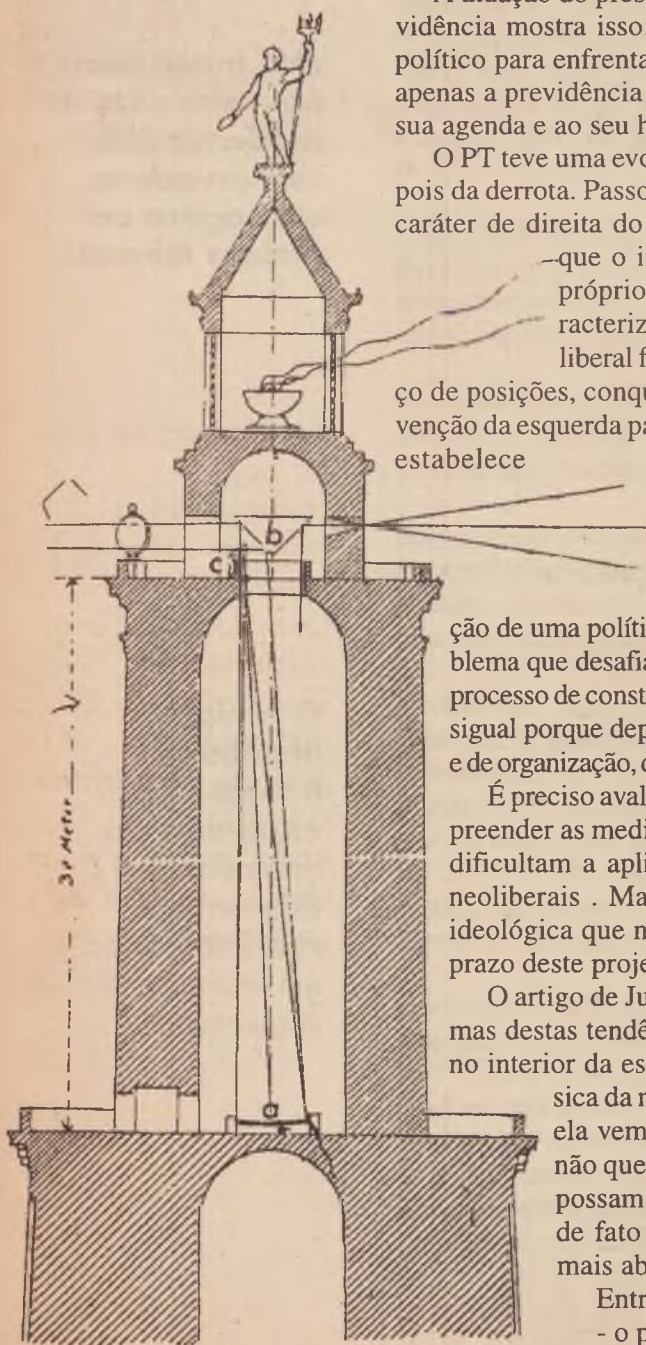 A atuação do pres
vidência mostra isso
político para enfrenta
apenas a previdência
sua agenda e ao seu h
O PT teve uma evo
pois da derrota. Passo
caráter de direita do
que o i
próprio
racteriz
liberal f
ço de posições, conqu
venção da esquerda pa
estabelece
b
c
ção de uma políti
blema que desafia
processo de const
sigual porque dep
e de organização, c
É preciso aval
preender as medi
dificultam a apli
neoliberais . Ma
ideológica que n
prazo deste proje
O artigo de Ju
mas destas tendê
no interior da es
sica da r
ela vem
não que
possam
de fato
mais ab
Entr
- o p
30 Meter
a